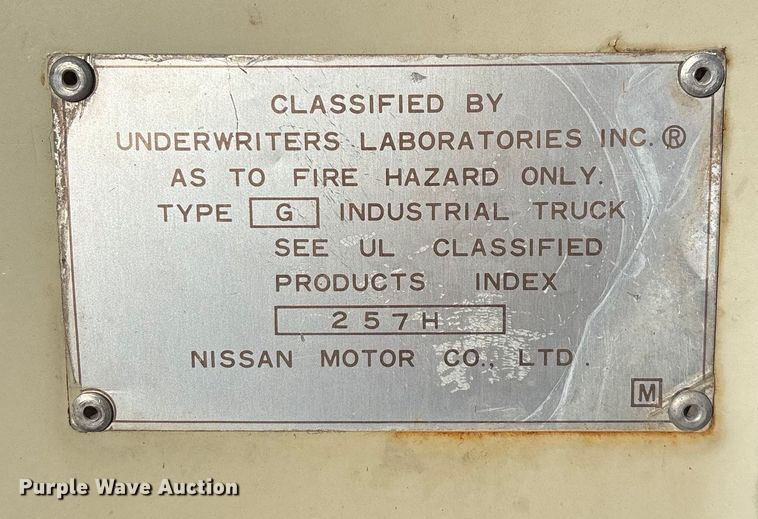 CLASSIFIED BY
UNDERWRITERS LABORATORIES INC.®
AS TO FIRE HAZARD ONLY.
TYPE G INDUSTRIAL TRUCK
SEE UL CLASSIFIED
PRODUCTS INDEX
257H
NISSAN MOTOR CO., LTD.
M
Purple Wave Auction